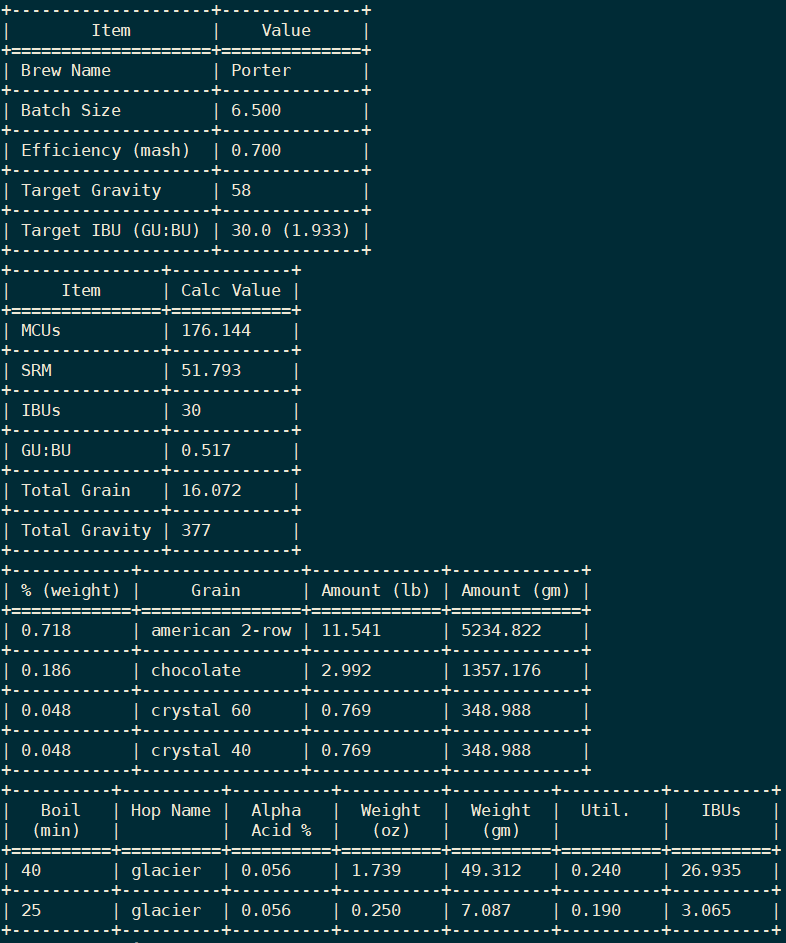 Item Value
Brew Name Porter
Batch Size 6.500
Efficiency (mash) 0.700
Target Gravity 58
Target IBU (GU:BU) 30.0 (1.933)
Item Calc Value
MCUs 176.144
SRM 51.793
IBUs 30
GU:BU 0.517
Total Grain 16.072
Total Gravity 377
% (weight) Grain Amount (lb) Amount (gm)
0.718 american 2-row 11.541 5234.822
0.186 chocolate 2.992 1357.176
0.048 crystal 60 0.769 348.988
0.048 crystal 40 0.769 348.988
Boil Hop Name Alpha Weight Weight Util. IBUs
(min) Acid % (oz) (gm)
40 glacier 0.056 1.739 49.312 0.240 26.935
25 glacier 0.056 0.250 7.087 0.190 3.065